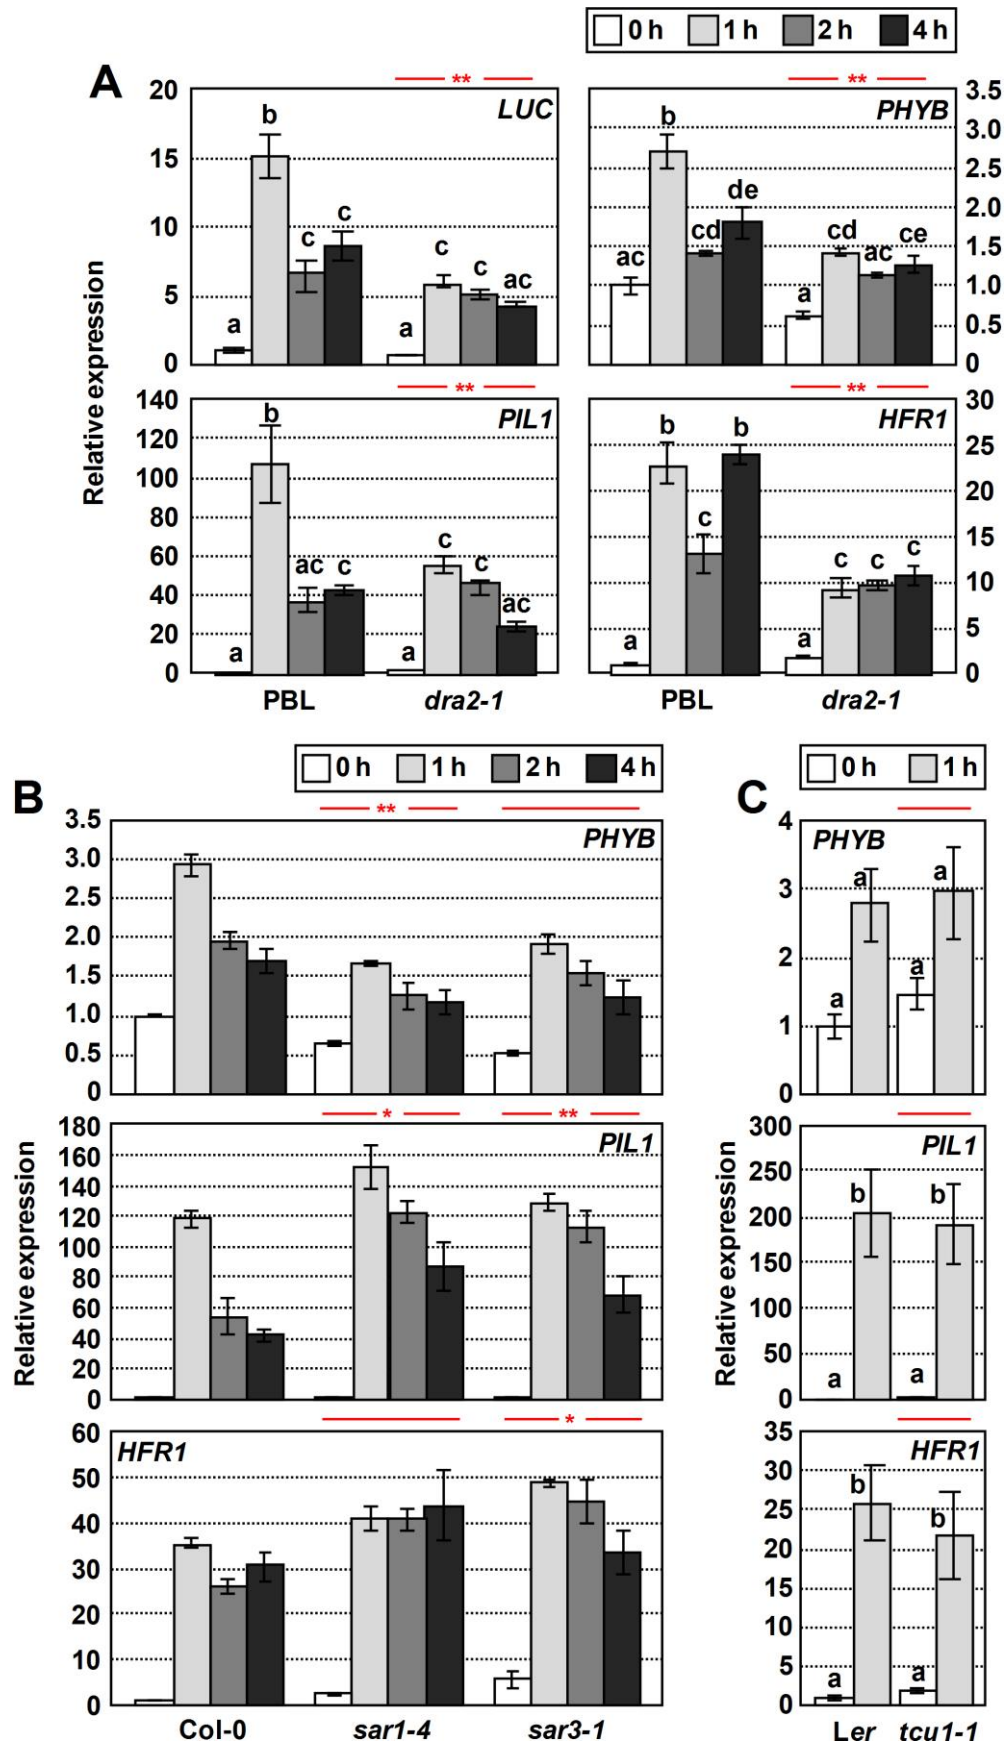 0 h 1 h 2 h 4 h
A
** **
Relative expression
20
15
10
5
0
LUC
a b c c
a c c ac
PHYB
3.5
3.0
2.5
2.0
1.5
1.0
0.5
0
ac b cd de
a cd ac ce
** **
140
120
100
80
60
40
20
0
PIL1
a b ac c
a c c ac
HFR1
30
25
20
15
10
5
0
a b c b
a c c c
PBL dra2-1 PBL dra2-1
B
0 h 1 h 2 h 4 h
**
3.5
3.0
2.5
2.0
1.5
1.0
0.5
0
PHYB
* **
Relative expression
180
160
140
120
100
80
60
40
20
0
PIL1
*
60
50
40
30
20
10
0
HFR1
Col-0 sar1-4 sar3-1
C
0 h 1 h
4
3
2
1
0
PHYB
a a a a
Relative expression
300
250
200
150
100
50
0
PIL1
a b a b
35
30
25
20
15
10
5
0
HFR1
a b a b
Ler tcu1-1